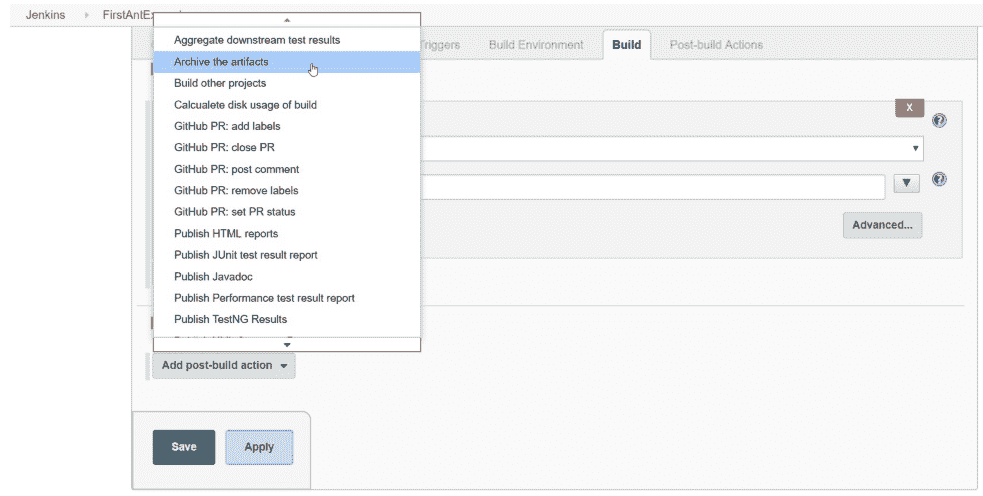 Jenkins FirstAntEx
Triggers Build Environment Build Post-build Actions
Aggregate downstream test results
Archive the artifacts
Build other projects
Calcualete disk usage of build
GitHub PR: add labels
GitHub PR: close PR
GitHub PR: post comment
GitHub PR: remove labels
GitHub PR: set PR status
Publish HTML reports
Publish JUnit test result report
Publish Javadoc
Publish Performance test result report
Publish TestNG Results
X
Advanced...
Add post-build action
Save Apply